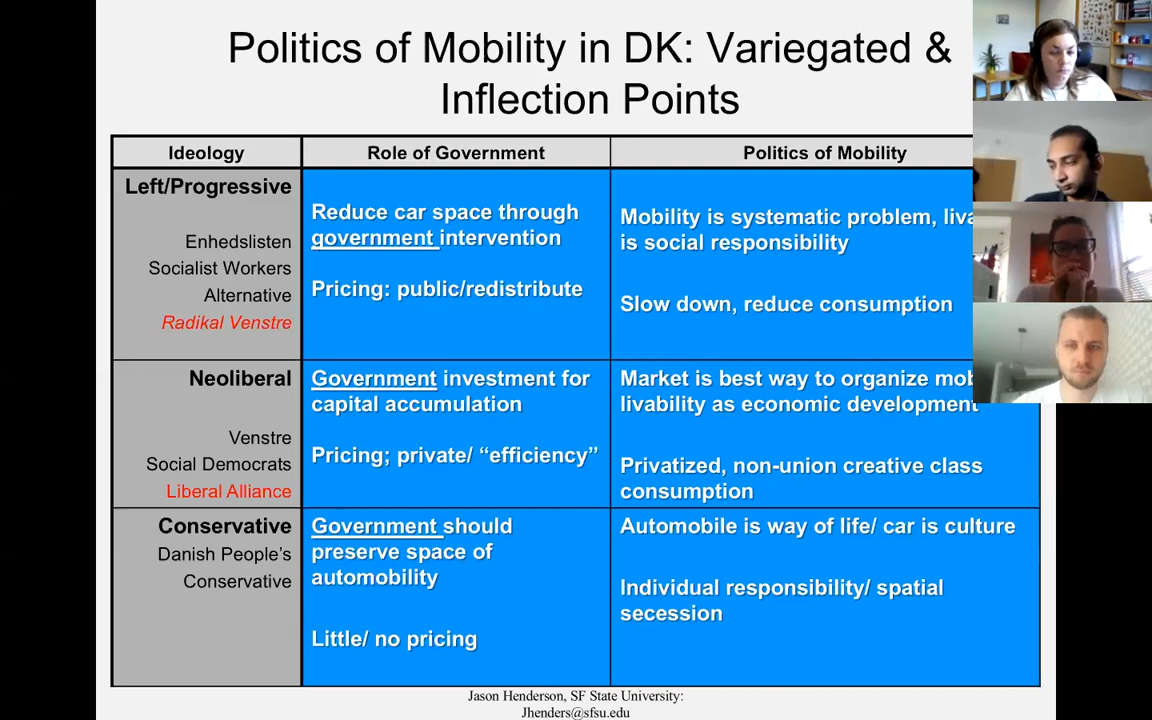 Politics of Mobility in DK: Variegated &
Inflection Points
Ideology
Role of Government
Politics of Mobility
Left/Progressive
Enhedslisten
Socialist Workers
Alternative
Radikal Venstre
Reduce car space through
government intervention
Pricing: public/redistribute
Mobility is systematic problem,
is social responsibility
Slow down, reduce consumption
Neoliberal
Venstre
Social Democrats
Liberal Alliance
Government investment for
capital accumulation
Pricing; private/ “efficiency”
Market is best way to organize
livability as economic development
Privatized, non-union creative class
consumption
Conservative
Danish People’s
Conservative
Government should
preserve space of
automobility
Little/ no pricing
Automobile is way of life/ car is culture
Individual responsibility/ spatial
secession
Jason Henderson, SF State University:
Jhenders@sfsu.edu